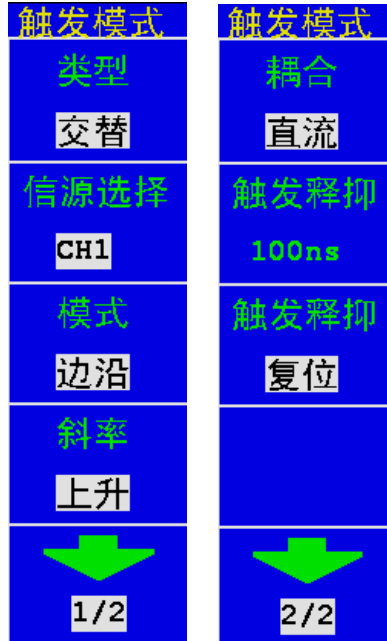 触发模式
类型
交替
信源选择
CH1
模式
边沿
斜率
上升
1/2
触发模式
耦合
直流
触发释抑
100ns
触发释抑
复位
2/2